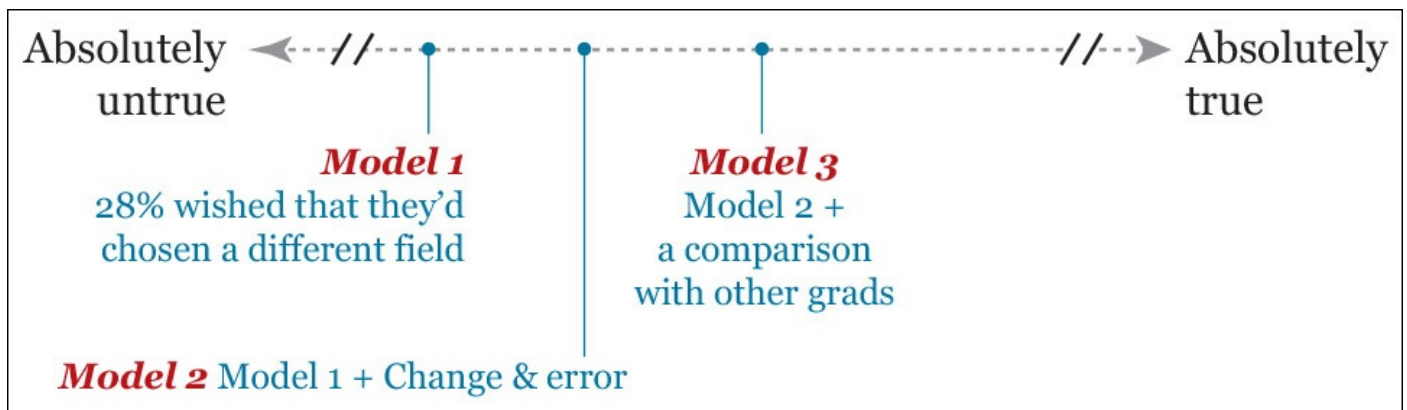 Absolutely
untrue
Absolutely
true
Model 1
28% wished that they’d
chosen a different field
Model 3
Model 2 +
a comparison
with other grads
Model 2 Model 1 + Change & error